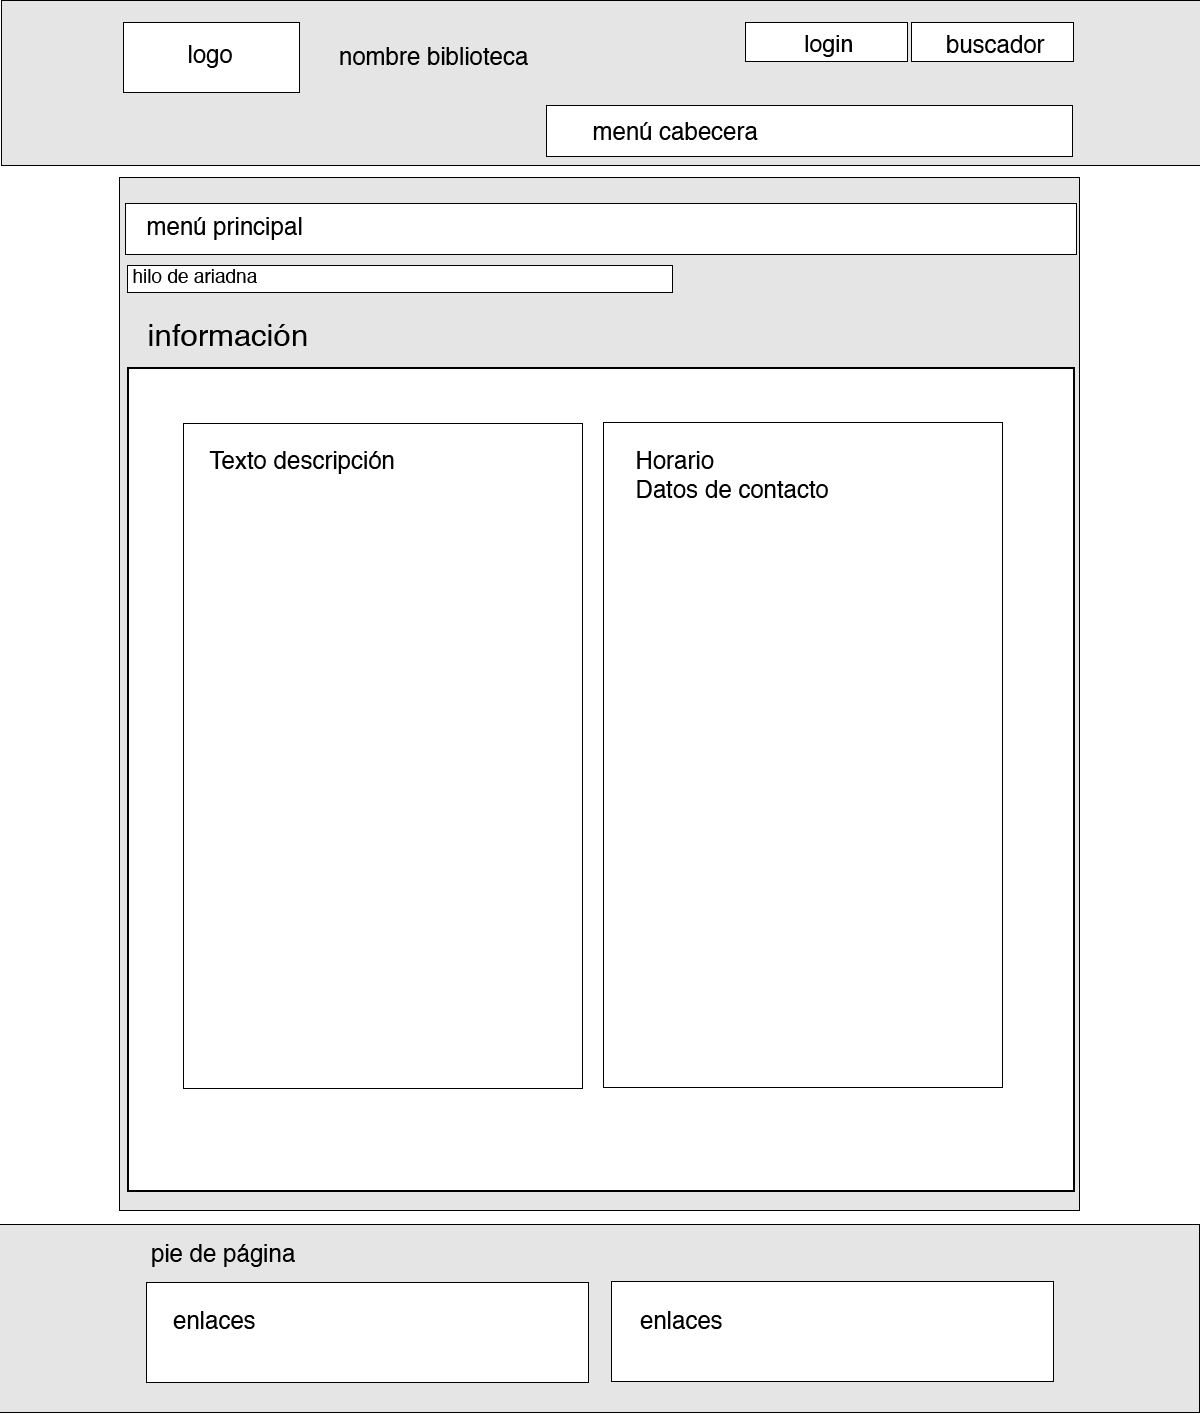 logo
nombre biblioteca
login
buscador
menú cabecera
menú principal
hilo de ariadna
información
Texto descripción
Horario
Datos de contacto
pie de página
enlaces
enlaces